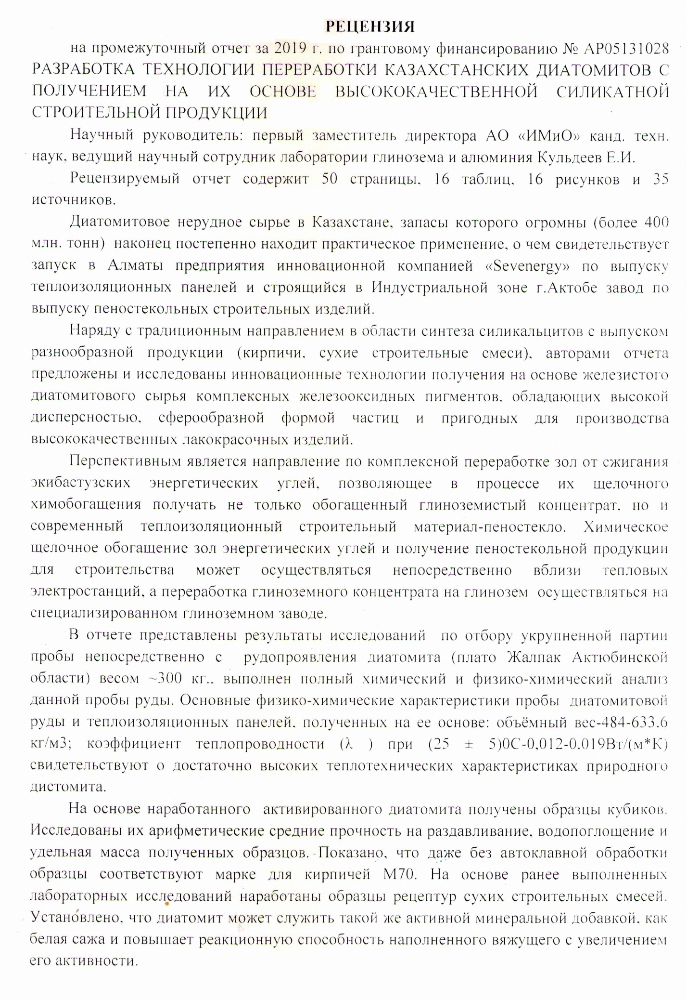 РЕЦЕНЗИЯ
на промежуточный отчет за 2019 г. по грантовому финансированию № АР05131028
РАЗРАБОТКА ТЕХНОЛОГИИ ПЕРЕРАБОТКИ КАЗАХСТАНСКИХ ДИАТОМИТОВ С
ПОЛУЧЕНИЕМ НА ИХ ОСНОВЕ ВЫСОКОКАЧЕСТВЕННОЙ СИЛИКАТНОЙ
СТРОИТЕЛЬНОЙ ПРОДУКЦИИ
Научный руководитель: первый заместитель директора АО «ИМиО» канд. техн.
наук, ведущий научный сотрудник лаборатории глинозема и алюминия Кульдеев Е.И.
Рецензируемый отчет содержит 50 страницы, 16 таблиц, 16 рисунков и 35
источников.
Диатомитовое нерудное сырье в Казахстане, запасы которого огромны (более 400
млн. тонн) наконец постепенно находит практическое применение, о чем свидетельствует
запуск в Алматы предприятия инновационной компанией «Sevenergy» по выпуску
теплоизоляционных панелей и строящийся в Индустриальной зоне г.Актобе завод по
выпуску пеностекольных строительных изделий.
Наряду с традиционным направлением в области синтеза силикальцитов с выпуском
разнообразной продукции (кирпичи, сухие строительные смеси), авторами отчета
предложены и исследованы инновационные технологии получения на основе железистого
диатомитового сырья комплексных железооксидных пигментов, обладающих высокой
дисперсностью, сферообразной формой частиц и пригодных для производства
высококачественных лакокрасочных изделий.
Перспективным является направление по комплексной переработке зол от сжигания
экибастузских энергетических углей, позволяющее в процессе их щелочного
химобогащения получать не только обогащенный глиноземистый концентрат, но и
современный теплоизоляционный строительный материал-пеностекло. Химическое
щелочное обогащение зол энергетических углей и получение пеностекольной продукции
для строительства может осуществляться непосредственно вблизи тепловых
электростанций, а переработка глиноземного концентрата на глинозем осуществляться на
специализированном глиноземном заводе.
В отчете представлены результаты исследований по отбору укрупненной партии
пробы непосредственно с рудопроявления диатомита (плато Жалпак Актюбинской
области) весом ~300 кг., выполнен полный химический и физико-химический анализ
данной пробы руды. Основные физико-химические характеристики пробы диатомитовой
руды и теплоизоляционных панелей, полученных на ее основе: объёмный вес-484-633,6
кг/м3; коэффициент теплопроводности (λ ) при (25 ± 5)0С-0,012-0,019Вт/(м*К)
свидетельствуют о достаточно высоких теплотехнических характеристиках природного
дистомита.
На основе наработанного активированного диатомита получены образцы кубиков.
Исследованы их арифметические средние прочность на раздавливание, водопоглощение и
удельная масса полученных образцов. Показано, что даже без автоклавной обработки
образцы соответствуют марке для кирпичей М70. На основе ранее выполненных
лабораторных исследований наработаны образцы рецептур сухих строительных смесей.
Установлено, что диатомит может служить такой же активной минеральной добавкой, как
белая сажа и повышает реакционную способность наполненного вяжущего с увеличением
его активности.